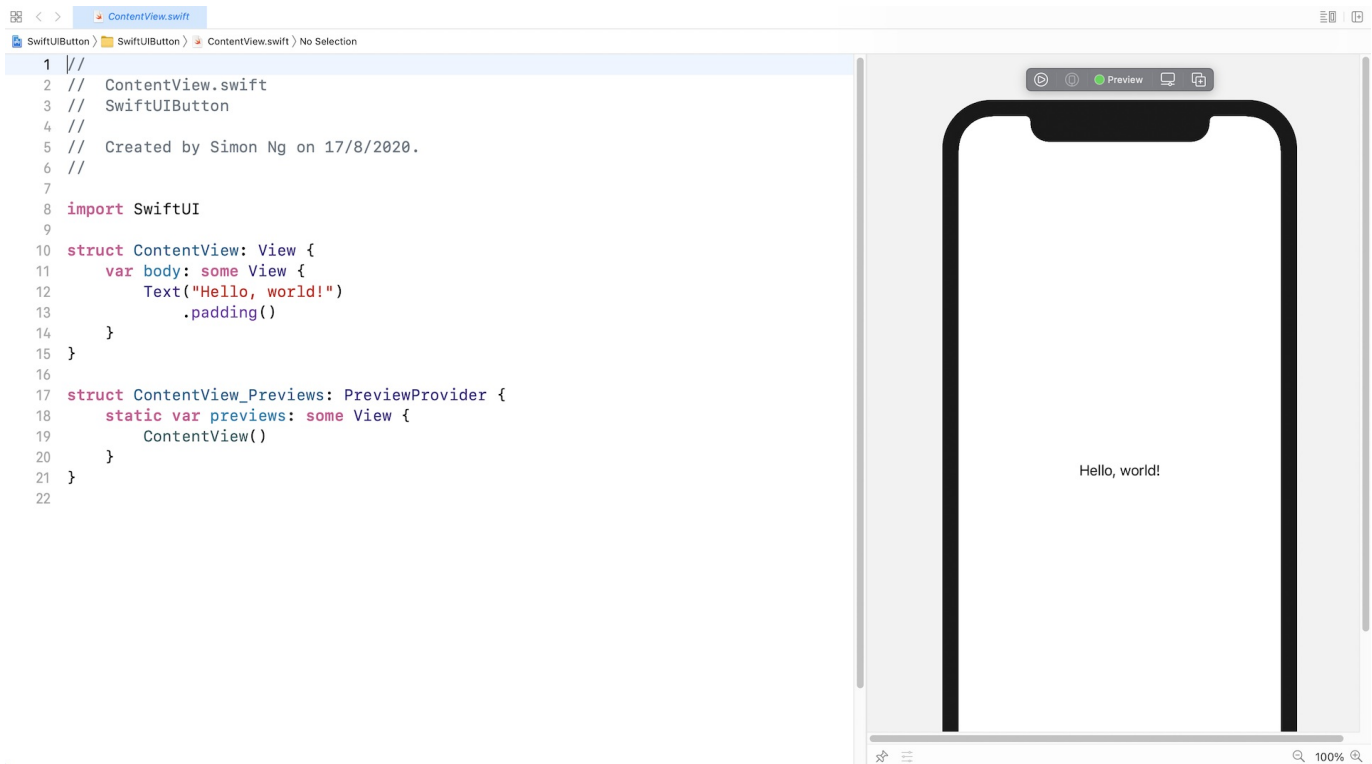 ContentView.swift
SwiftUIButton 〉 SwiftUIButton 〉 ContentView.swift 〉 No Selection
1 //
2 //  ContentView.swift
3 //  SwiftUIButton
4 //
5 //  Created by Simon Ng on 17/8/2020.
6 //
7
8 import SwiftUI
9
10 struct ContentView: View {
11     var body: some View {
12         Text("Hello, world!")
13             .padding()
14     }
15 }
16
17 struct ContentView_Previews: PreviewProvider {
18     static var previews: some View {
19         ContentView()
20     }
21 }
22
Preview
Hello, world!
100%